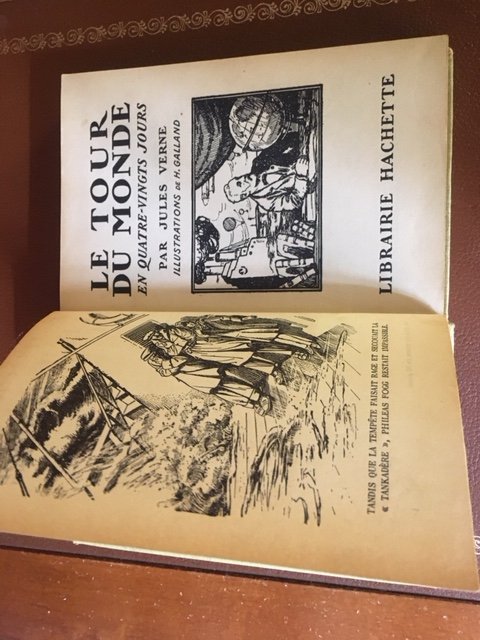 TANDIS QUE LA TEMPÊTE FAISAIT RAGE ET SECOUAIT LA
« TANKADÈRE », PHILEAS FOGG RESTAIT IMPASSIBLE.
LE TOUR
DU MONDE
EN QUATRE-VINGTS JOURS
PAR JULES VERNE
ILLUSTRATIONS DE H. GALLAND
LIBRAIRIE HACHETTE